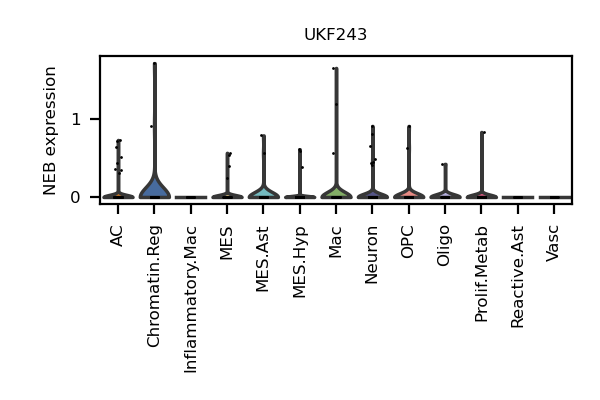 UKF243
NEB expression
1
0
AC
Chromatin.Reg
Inflammatory.Mac
MES
MES.Ast
MES.Hyp
Mac
Neuron
OPC
Oligo
Prolif.Metab
Reactive.Ast
Vasc